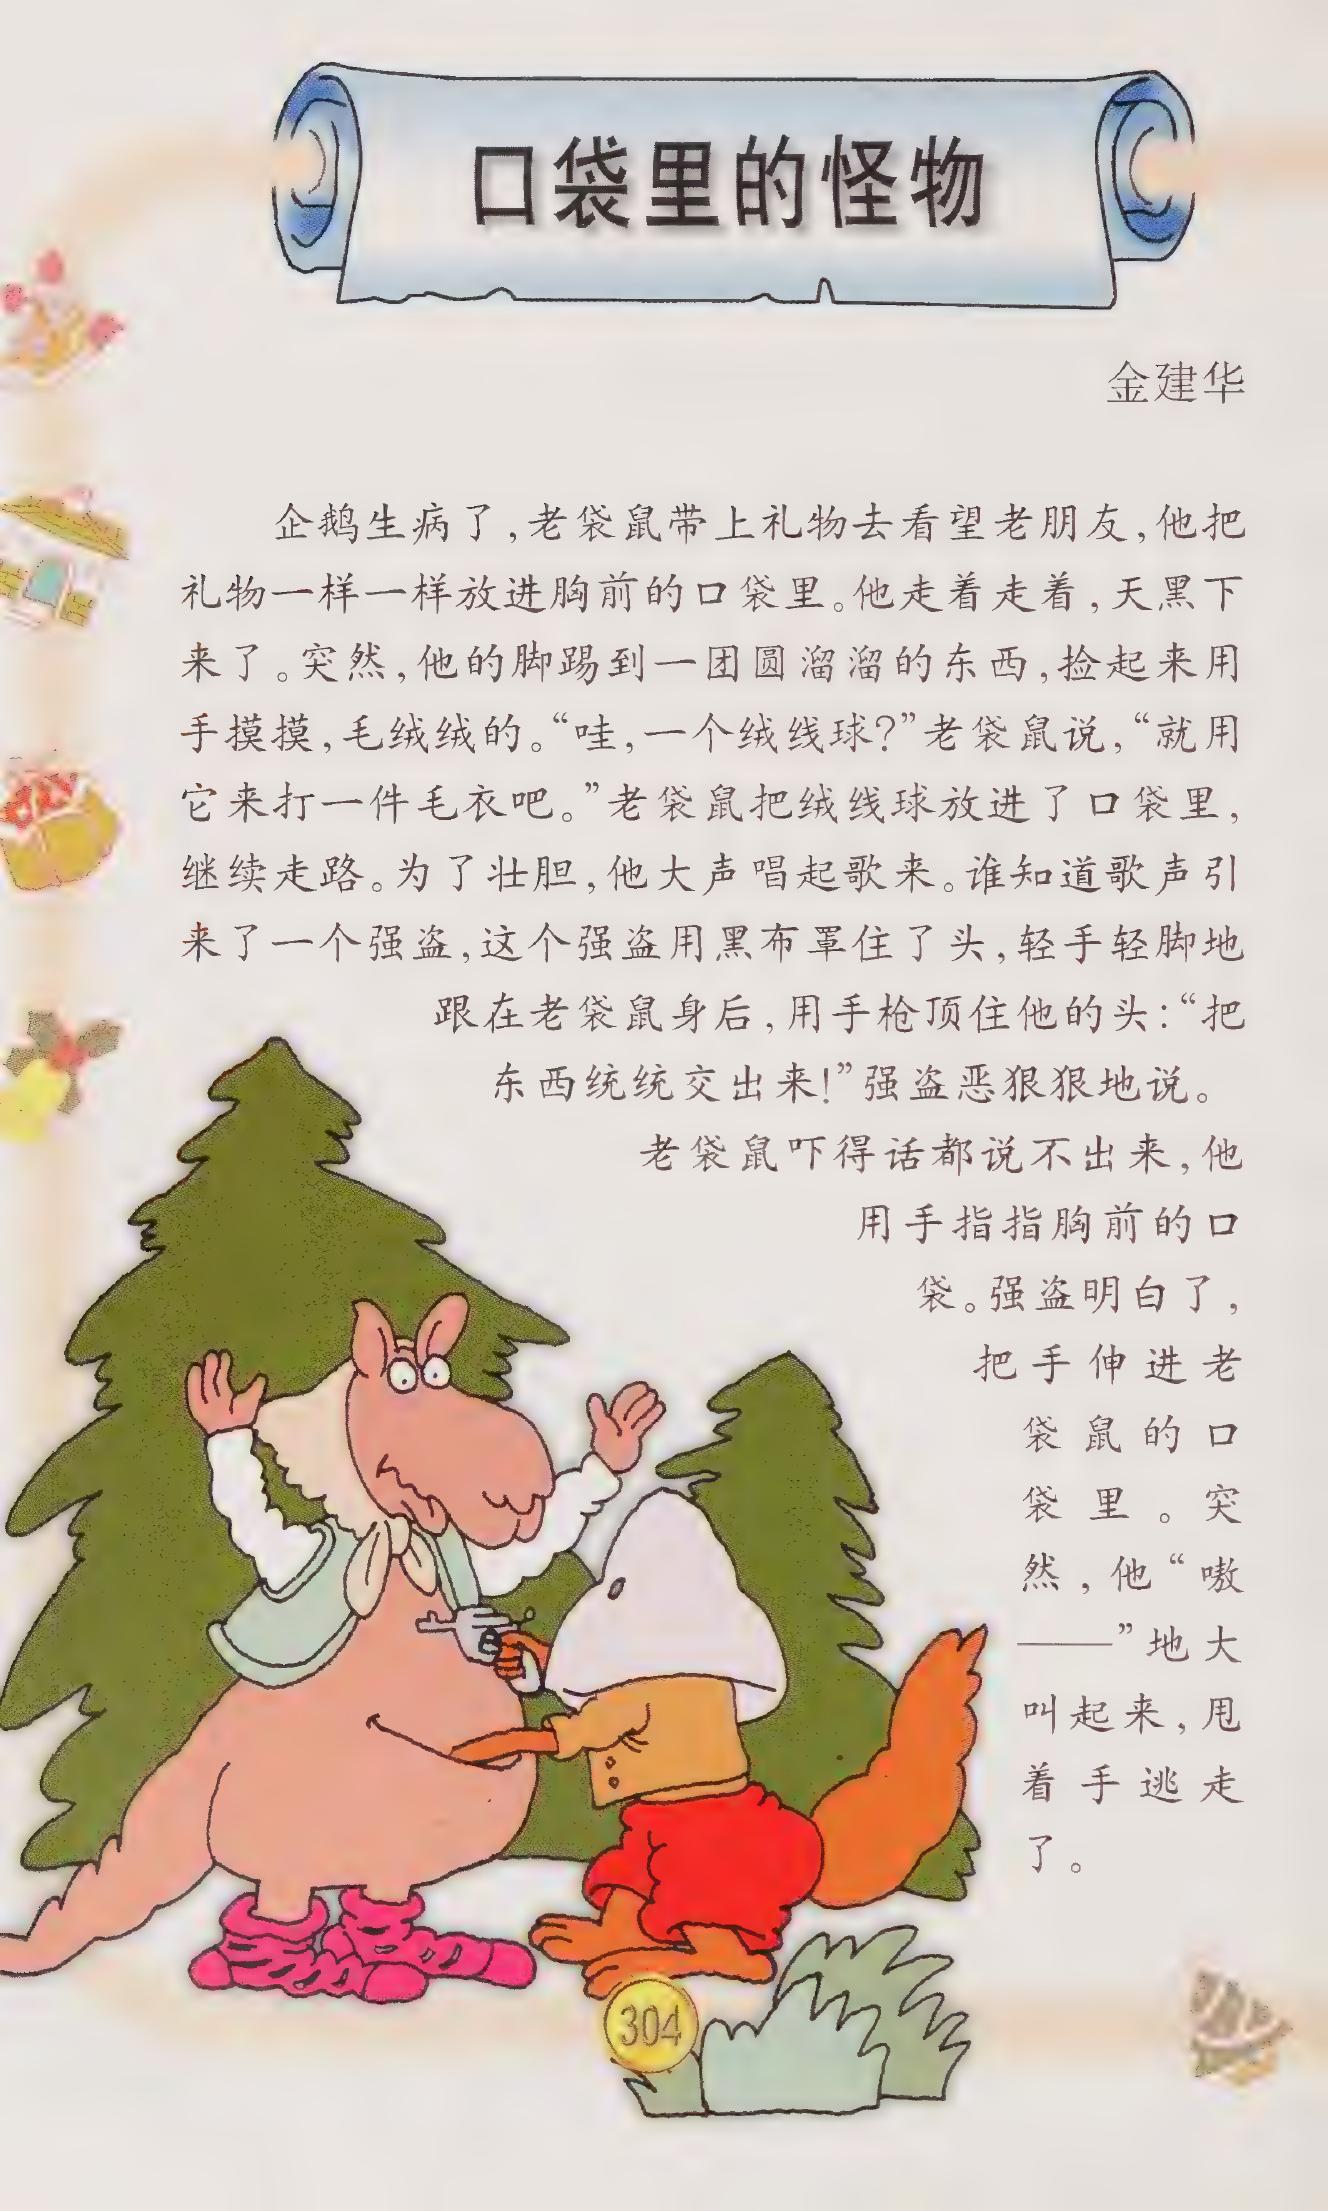 口袋里的怪物
金建华
企鹅生病了,老袋鼠带上礼物去看望老朋友,他把
礼物一样一样放进胸前的口袋里。他走着走着,天黑下
来了。突然,他的脚踢到一团圆溜溜的东西,捡起来用
手摸摸,毛绒绒的。“哇,一个绒线球?”老袋鼠说,“就用
它来打一件毛衣吧。”老袋鼠把绒线球放进了口袋里,
继续走路。为了壮胆,他大声唱起歌来。谁知道歌声引
来了一个强盗,这个强盗用黑布罩住了头,轻手轻脚地
跟在老袋鼠身后,用手枪顶住他的头:“把
东西统统交出来!”强盗恶狠狠地说。
老袋鼠吓得话都说不出来,他
用手指指胸前的口
袋。强盗明白了,
把手伸进老
袋鼠的口
袋里。突
然,他“嗷
——”地大
叫起来,甩
着手逃走
了。
304